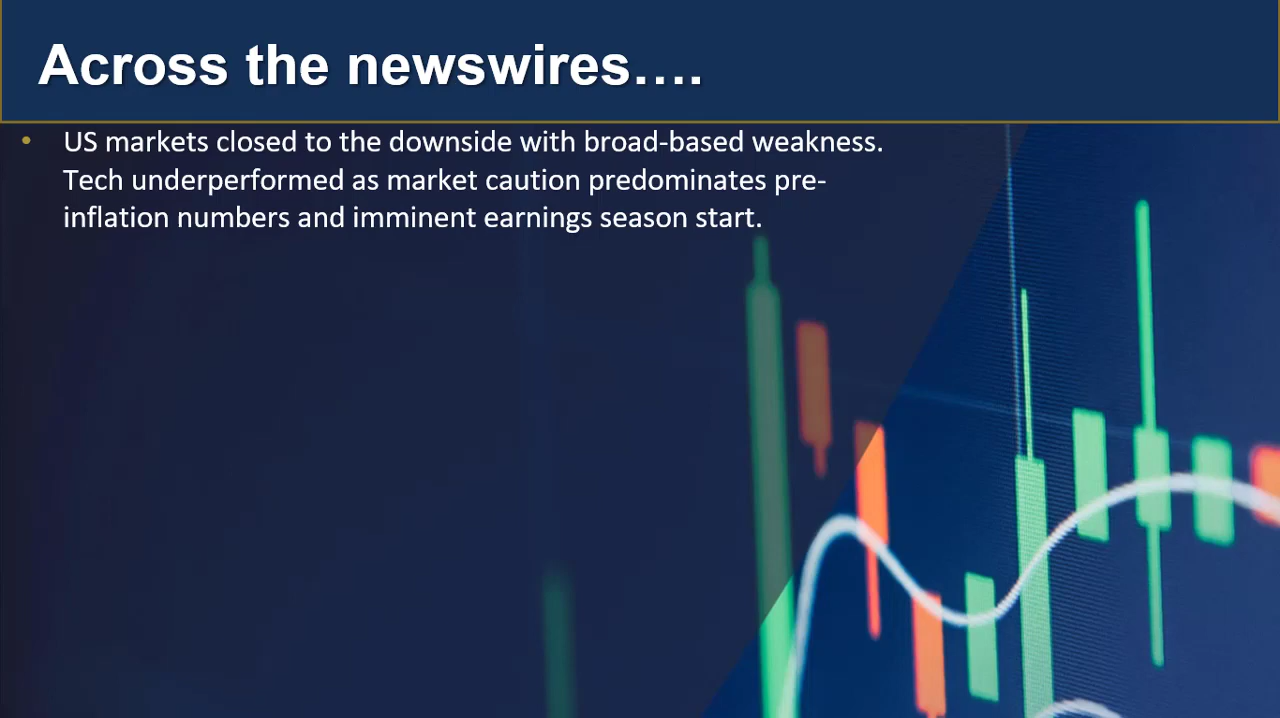 Across the newswires….
• US markets closed to the downside with broad-based weakness.
Tech underperformed as market caution predominates pre-
inflation numbers and imminent earnings season start.